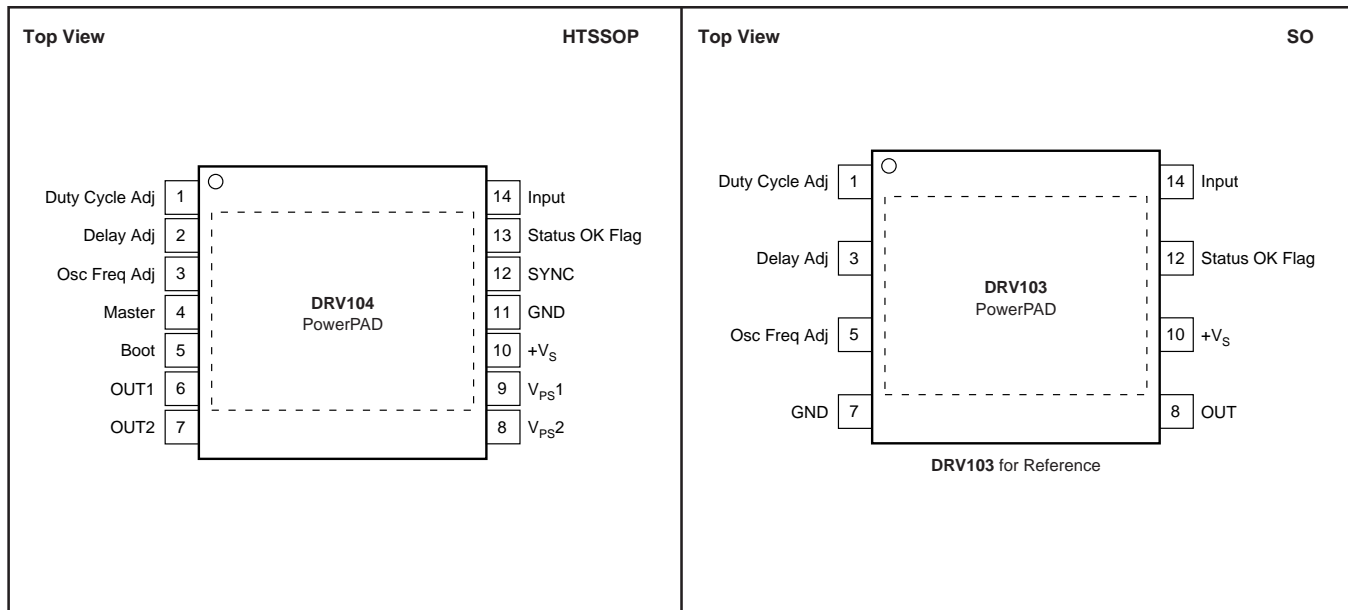 Top View HTSSOP
Duty Cycle Adj 1 14 Input
Delay Adj 2 13 Status OK Flag
Osc Freq Adj 3 12 SYNC
DRV104
PowerPAD
Master 4 11 GND
Boot 5 10 +VS
OUT1 6 9 VPS1
OUT2 7 8 VPS2
Top View SO
Duty Cycle Adj 1 14 Input
Delay Adj 3 12 Status OK Flag
DRV103
PowerPAD
Osc Freq Adj 5 10 +VS
GND 7 8 OUT
DRV103 for Reference